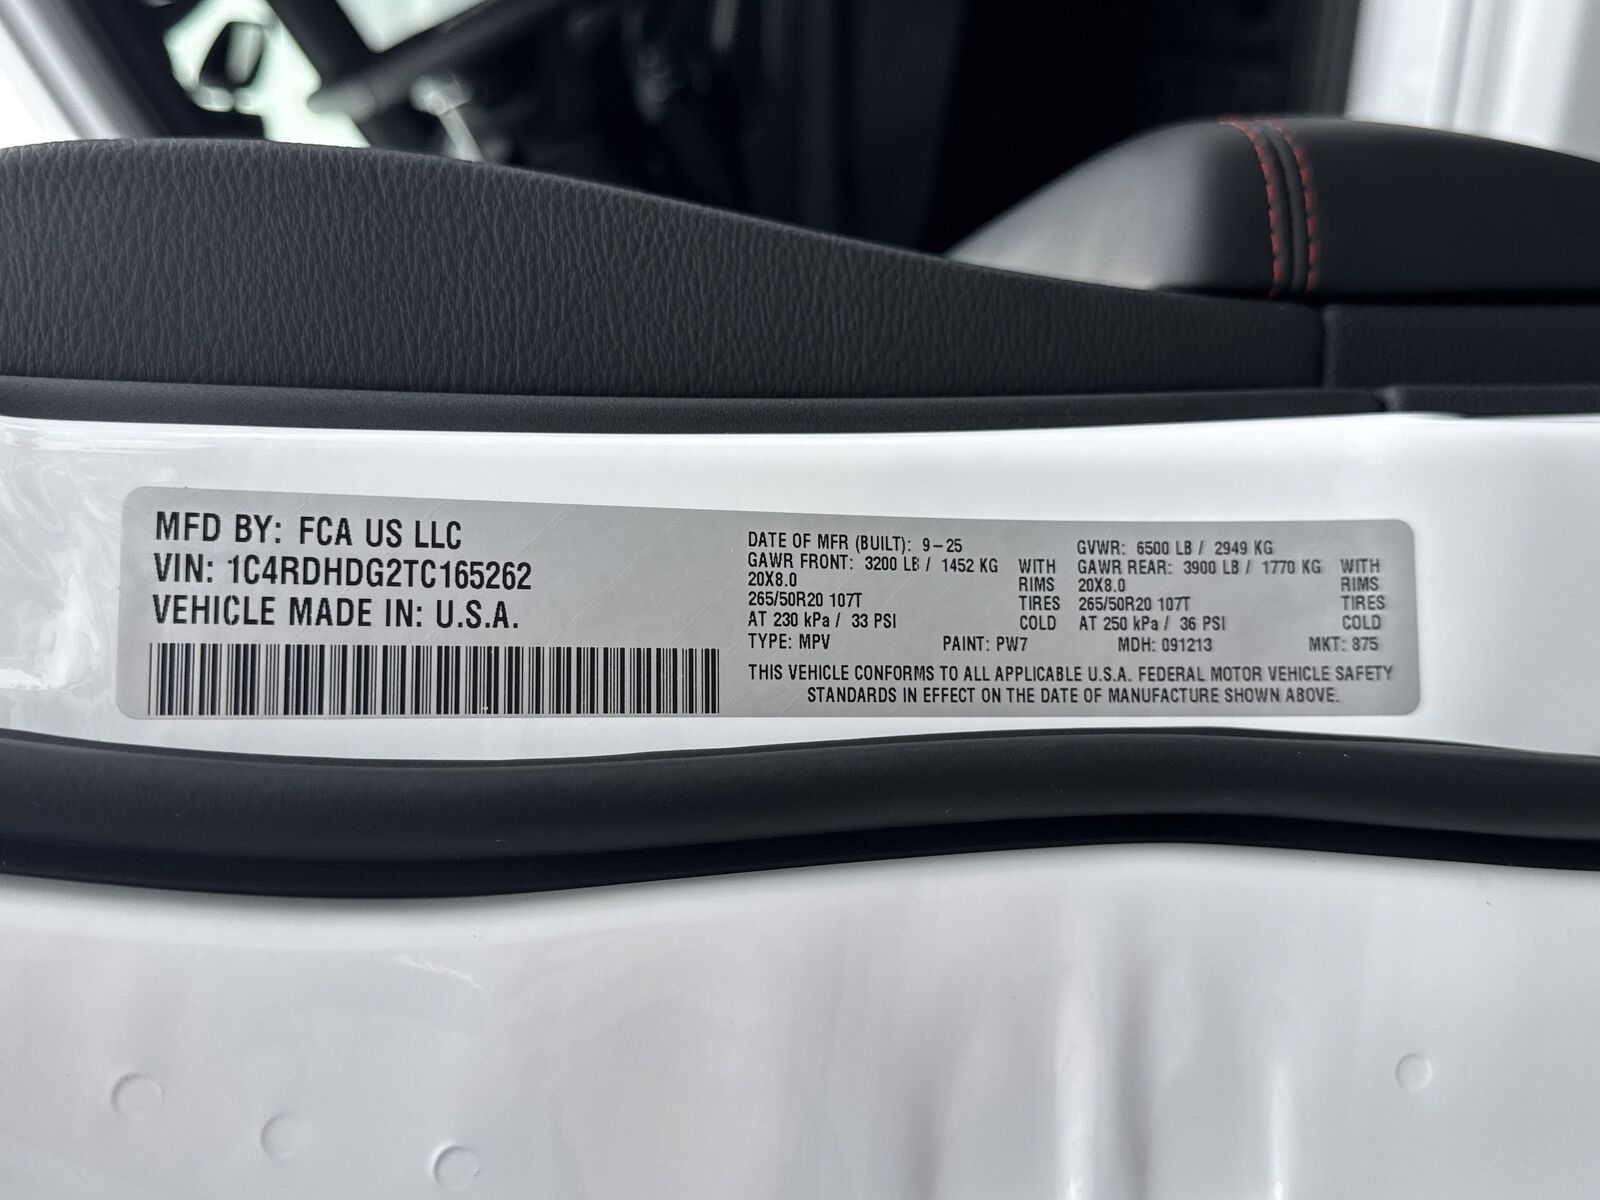 MFD BY: FCA US LLC
VIN: 1C4RDHDG2TC165262
VEHICLE MADE IN: U.S.A.
DATE OF MFR (BUILT): 9-25
GAWR FRONT: 3200 LB / 1452 KG WITH
20X8.0 RIMS
265/50R20 107T TIRES
AT 230 kPa / 33 PSI COLD
GVWR: 6500 LB / 2949 KG
GAWR REAR: 3900 LB / 1770 KG WITH
20X8.0 RIMS
265/50R20 107T TIRES
AT 250 kPa / 36 PSI COLD
TYPE: MPV PAINT: PW7 MDH: 091213 MKT: 875
THIS VEHICLE CONFORMS TO ALL APPLICABLE U.S.A. FEDERAL MOTOR VEHICLE SAFETY
STANDARDS IN EFFECT ON THE DATE OF MANUFACTURE SHOWN ABOVE.